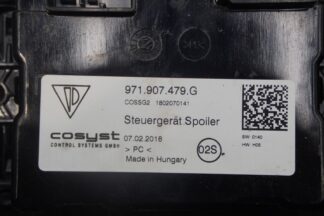 971.907.479.G
COSSG2 1802070141
Steuergerät Spoiler
cosyst
CONTROL SYSTEMS GMBH
07.02.2018
> PC <
Made in Hungary
02S
SW 0140
HW H05